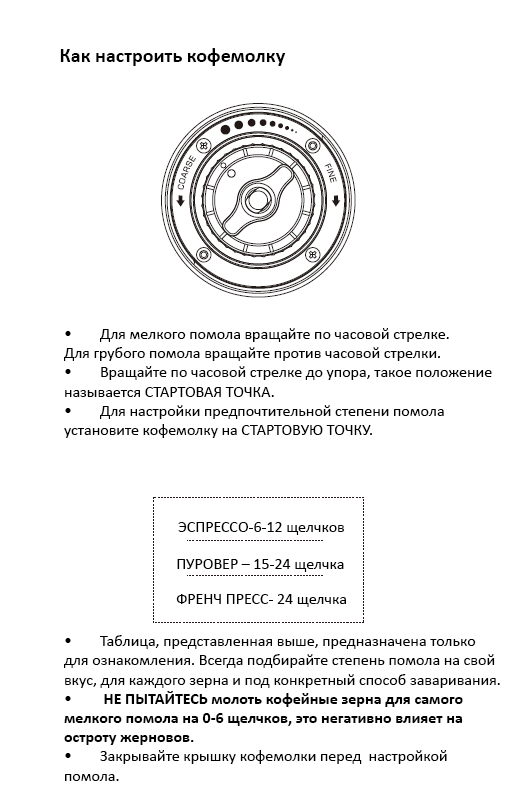 Как настроить кофемолку
COARSE
FINE
• Для мелкого помола вращайте по часовой стрелке.
Для грубого помола вращайте против часовой стрелки.
• Вращайте по часовой стрелке до упора, такое положение
называется СТАРТОВАЯ ТОЧКА.
• Для настройки предпочтительной степени помола
установите кофемолку на СТАРТОВУЮ ТОЧКУ.
ЭСПРЕССО-6-12 щелчков
ПУРОВЕР – 15-24 щелчка
ФРЕНЧ ПРЕСС- 24 щелчка
• Таблица, представленная выше, предназначена только
для ознакомления. Всегда подбирайте степень помола на свой
вкус, для каждого зерна и под конкретный способ заваривания.
• НЕ ПЫТАЙТЕСЬ молоть кофейные зерна для самого
мелкого помола на 0-6 щелчков, это негативно влияет на
остроту жерновов.
• Закрывайте крышку кофемолки перед настройкой
помола.